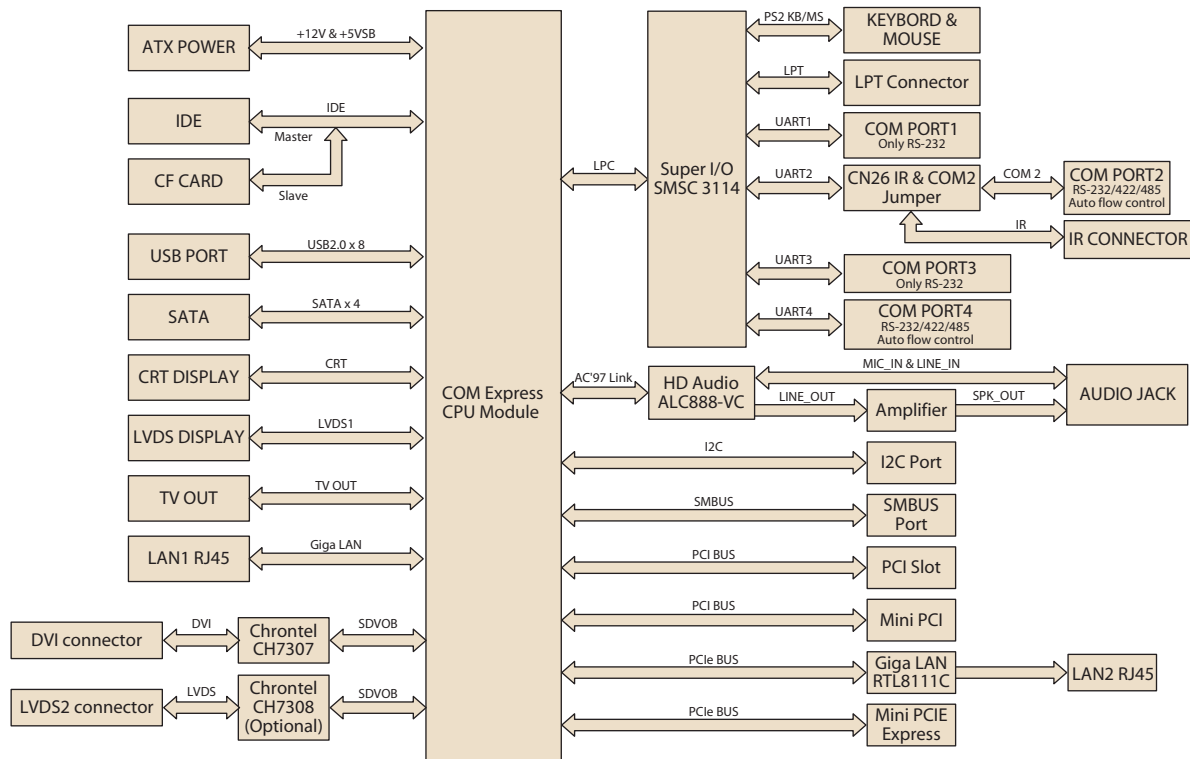 ATX POWER
+12V & +5VSB
IDE
IDE
Master
CF CARD
Slave
USB PORT
USB2.0 x 8
SATA
SATA x 4
CRT DISPLAY
CRT
LVDS DISPLAY
LVDS1
TV OUT
TV OUT
LAN1 RJ45
Giga LAN
DVI connector
DVI
Chrontel
CH7307
SDVOB
LVDS2 connector
LVDS
Chrontel
CH7308
(Optional)
SDVOB
COM Express
CPU Module
LPC
Super I/O
SMSC 3114
PS2 KB/MS
KEYBORD &
MOUSE
LPT
LPT Connector
UART1
COM PORT1
Only RS-232
UART2
CN26 IR & COM2
Jumper
COM 2
COM PORT2
RS-232/422/485
Auto flow control
IR
IR CONNECTOR
UART3
COM PORT3
Only RS-232
UART4
COM PORT4
RS-232/422/485
Auto flow control
AC'97 Link
HD Audio
ALC888-VC
MIC_IN & LINE_IN
LINE_OUT
Amplifier
SPK_OUT
AUDIO JACK
I2C
I2C Port
SMBUS
SMBUS
Port
PCI BUS
PCI Slot
PCI BUS
Mini PCI
PCIe BUS
Giga LAN
RTL8111C
LAN2 RJ45
PCIe BUS
Mini PCIE
Express